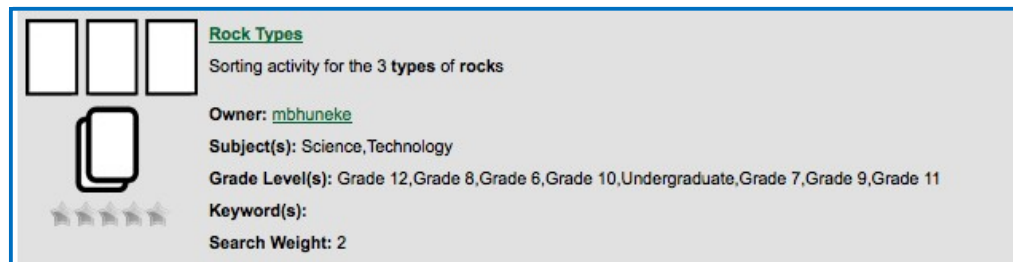 Rock Types
Sorting activity for the 3 types of rocks
Owner: mbhuneke
Subject(s): Science,Technology
Grade Level(s): Grade 12,Grade 8,Grade 6,Grade 10,Undergraduate,Grade 7,Grade 9,Grade 11
Keyword(s):
Search Weight: 2